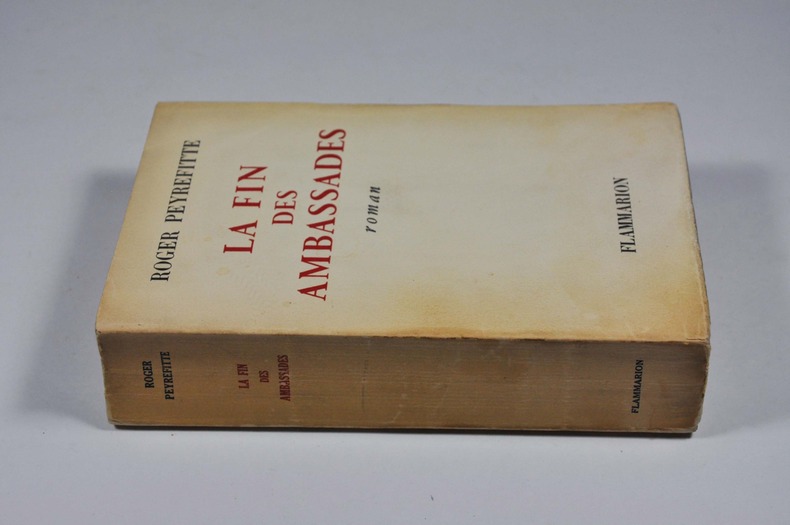 ROGER PEYREFITTE
LA FIN
DES
AMBASSADES
roman
FLAMMARION
ROGER
PEYREFITTE
LA FIN
DES
AMBASSADES
FLAMMARION